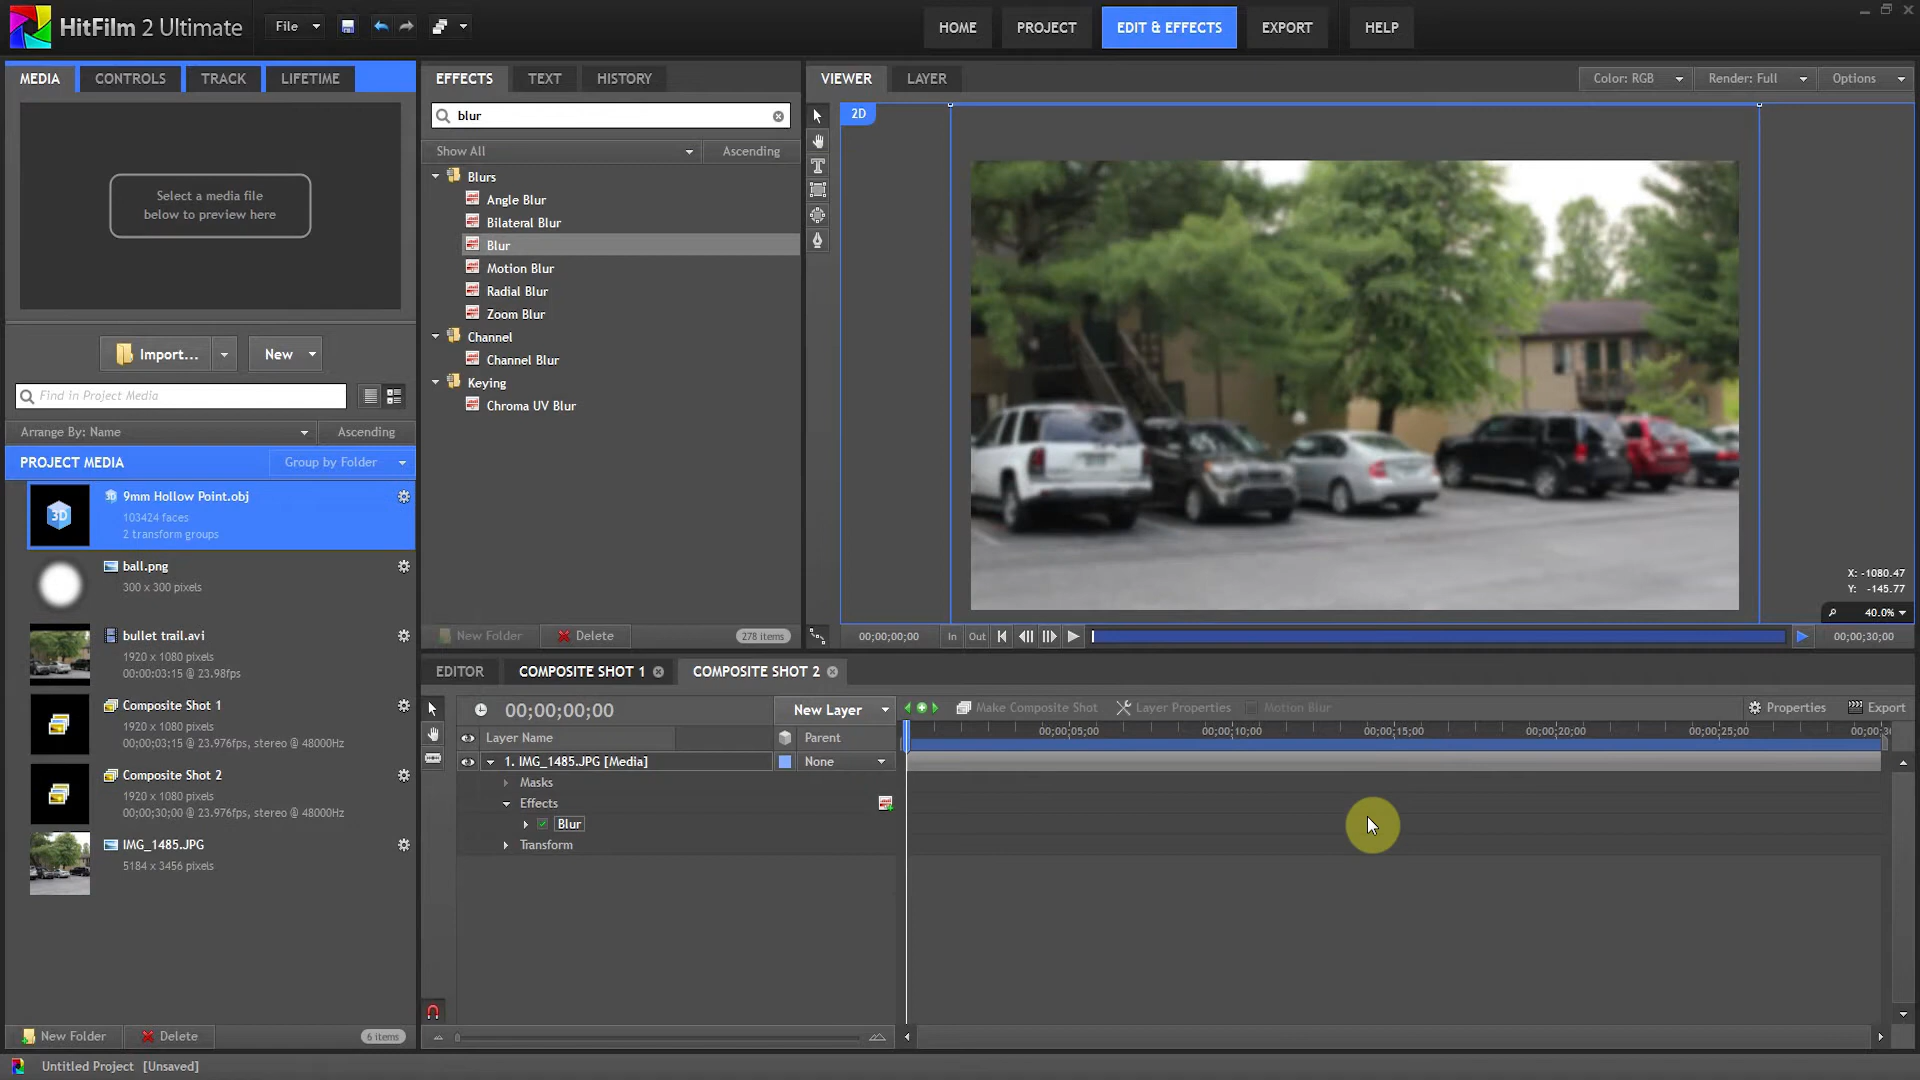 HitFilm 2 Ultimate
File
HOME
PROJECT
EDIT & EFFECTS
EXPORT
HELP
MEDIA
CONTROLS
TRACK
LIFETIME
Select a media file
below to preview here
Import...
New
Find in Project Media
Arrange By: Name
Ascending
PROJECT MEDIA
Group by Folder
9mm Hollow Point.obj
103424 faces
2 transform groups
3D
ball.png
300 x 300 pixels
bullet trail.avi
1920 x 1080 pixels
00:00:03;15 @ 23.98fps
Composite Shot 1
1920 x 1080 pixels
00;00;03;15 @ 23.976fps, stereo @ 48000Hz
Composite Shot 2
1920 x 1080 pixels
00;00;30;00 @ 23.976fps, stereo @ 48000Hz
IMG_1485.JPG
5184 x 3456 pixels
New Folder
Delete
6 items
Untitled Project
[Unsaved]
EFFECTS
TEXT
HISTORY
blur
Show All
Ascending
Blurs
Angle Blur
Bilateral Blur
Blur
Motion Blur
Radial Blur
Zoom Blur
Channel
Channel Blur
Keying
Chroma UV Blur
New Folder
Delete
278 items
VIEWER
LAYER
Color: RGB
Render: Full
Options
2D
X: -1080.47
Y: -145.77
40.0%
00;00;00;00
In
Out
00;00;30;00
EDITOR
COMPOSITE SHOT 1
COMPOSITE SHOT 2
00;00;00;00
New Layer
Make Composite Shot
Layer Properties
Motion Blur
Properties
Export
Layer Name
Parent
00;00;05;00
00;00;10;00
00;00;15;00
00;00;20;00
00;00;25;00
1. IMG_1485.JPG [Media]
None
Masks
Effects
Blur
Transform